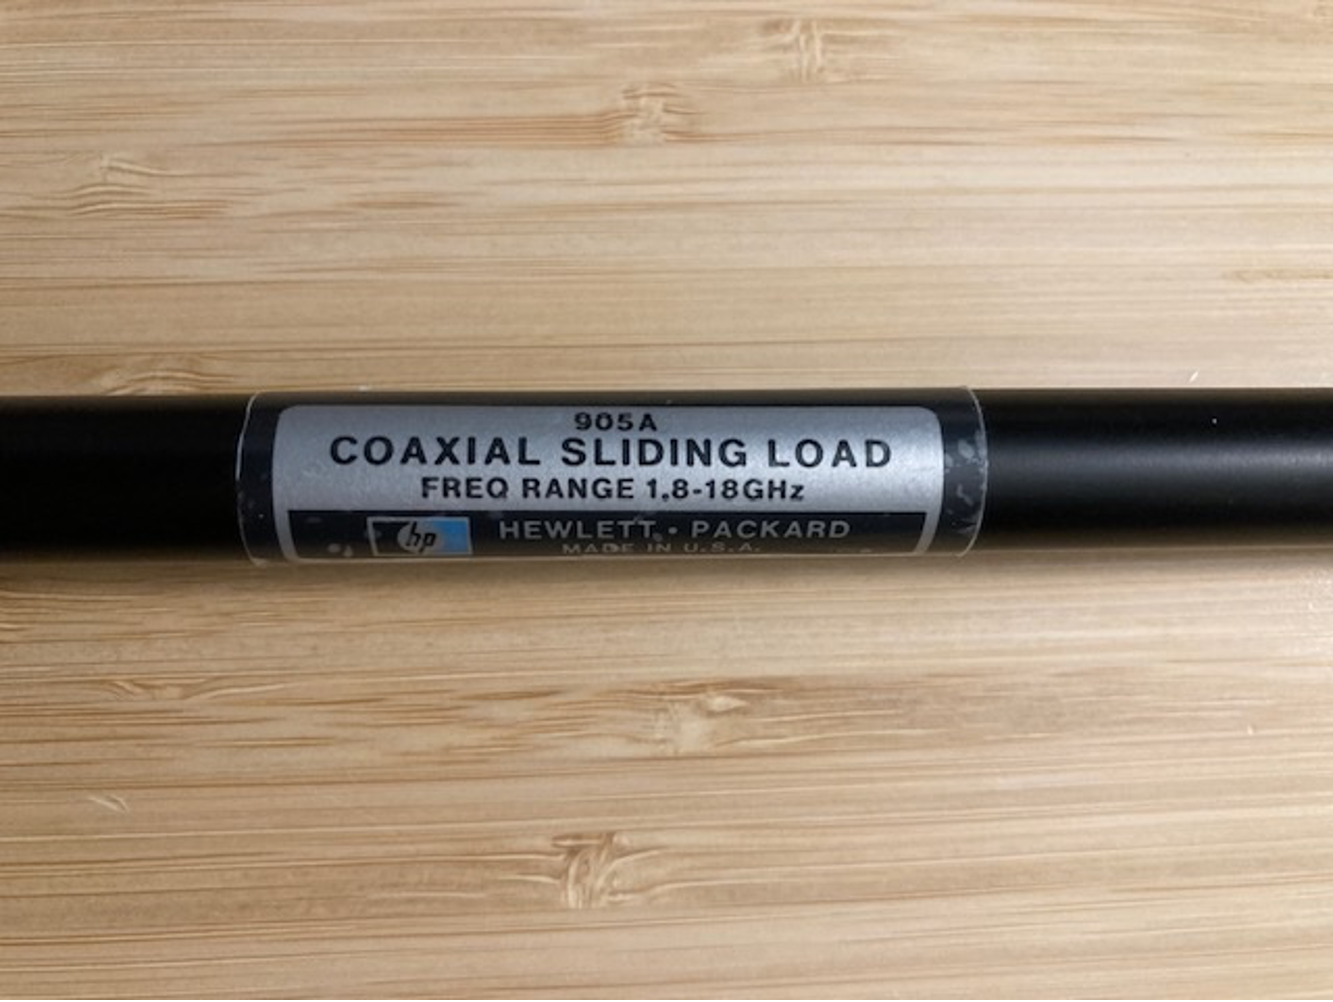 905A
COAXIAL SLIDING LOAD
FREQ RANGE 1.8-18GHz
hp HEWLETT • PACKARD
MADE IN U.S.A.